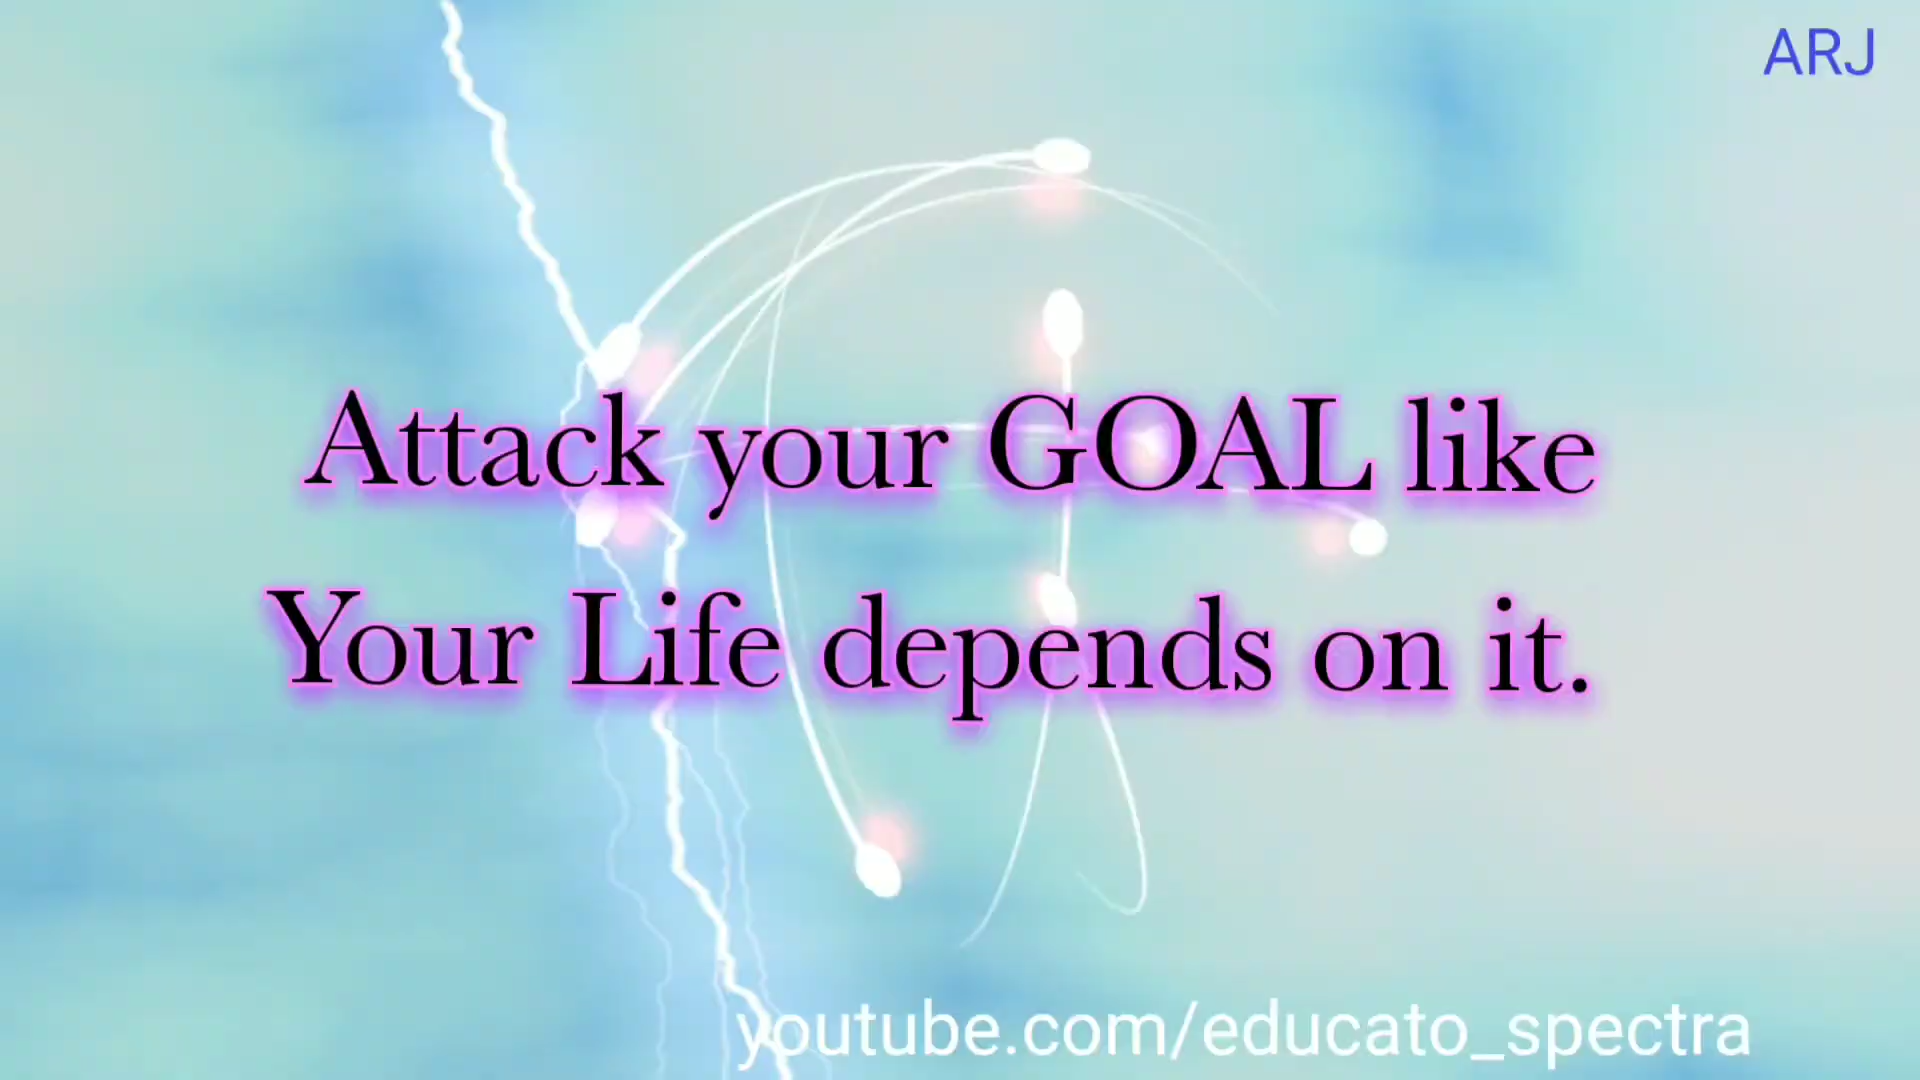 ARJ
Attack your GOAL like
Your Life depends on it.
youtube.com/educato_spectra